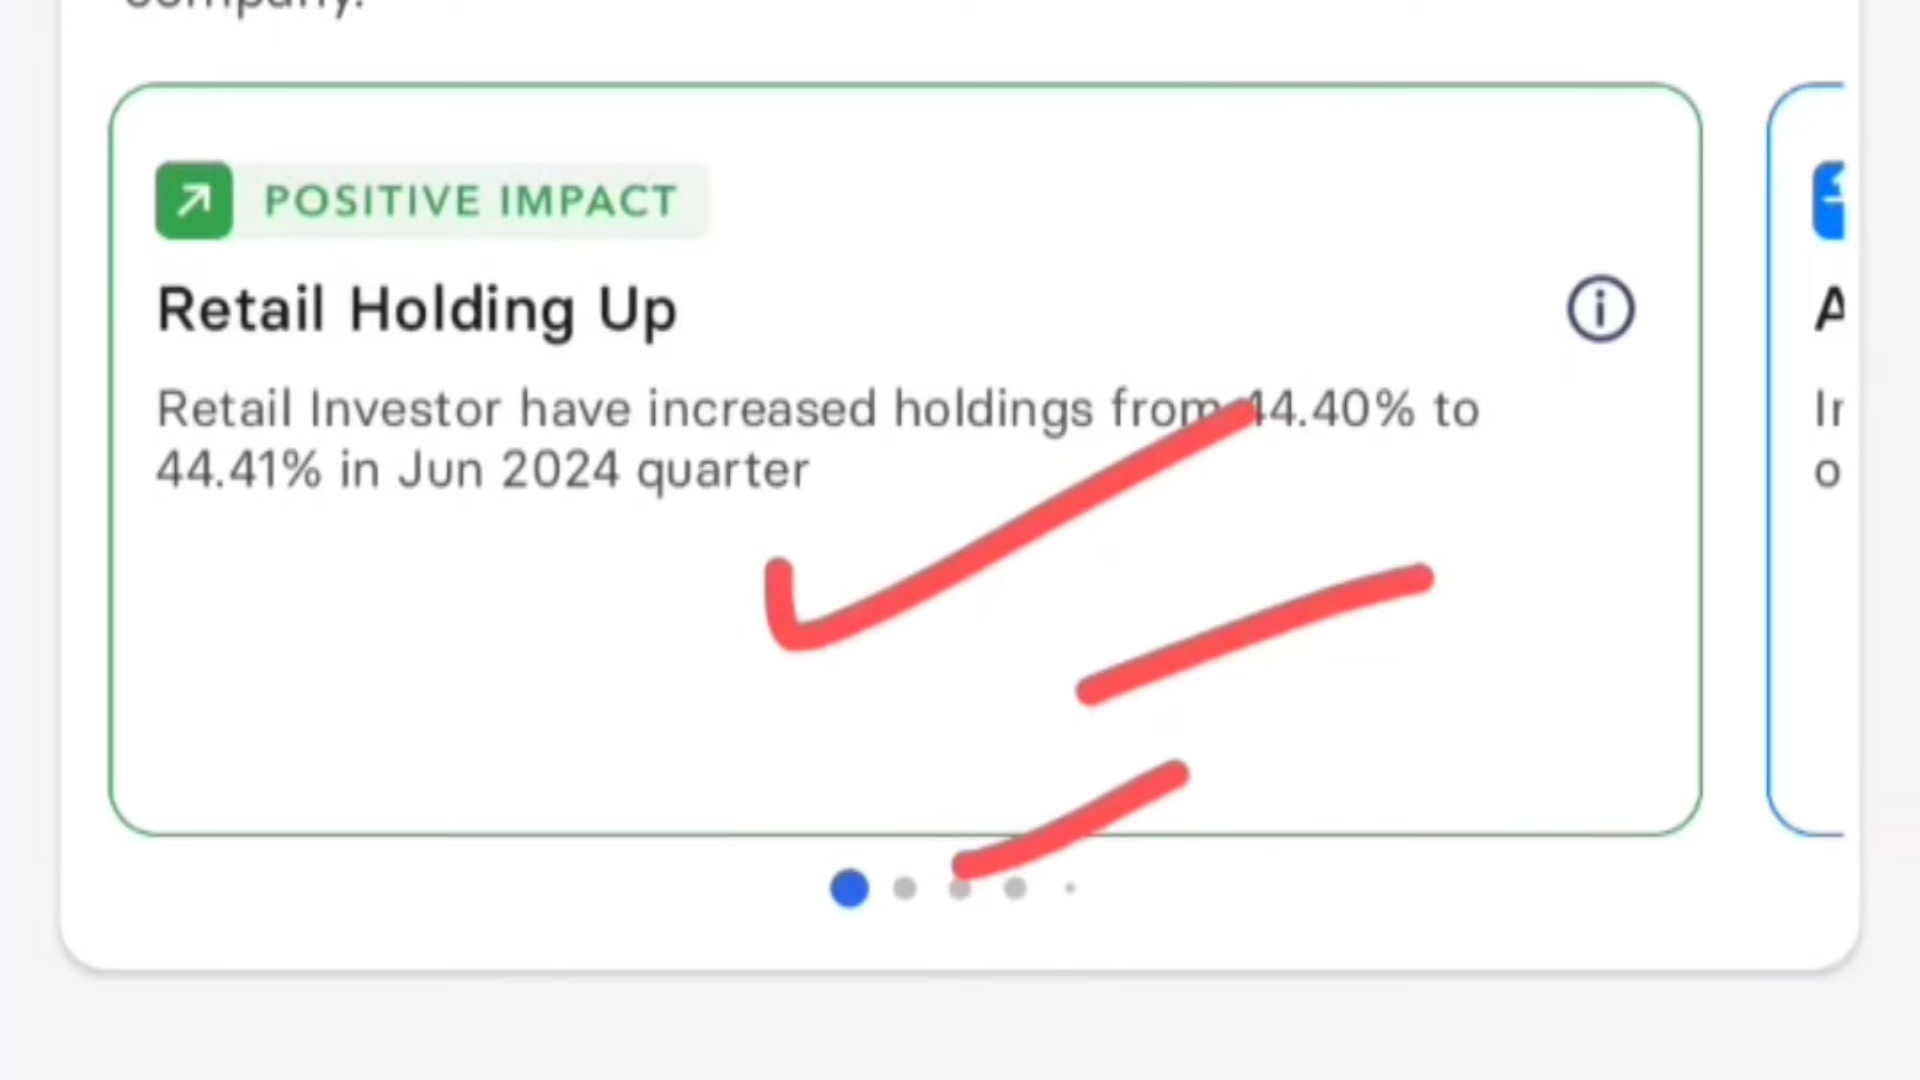 company.
POSITIVE IMPACT
Retail Holding Up
Retail Investor have increased holdings from 44.40% to
44.41% in Jun 2024 quarter
A